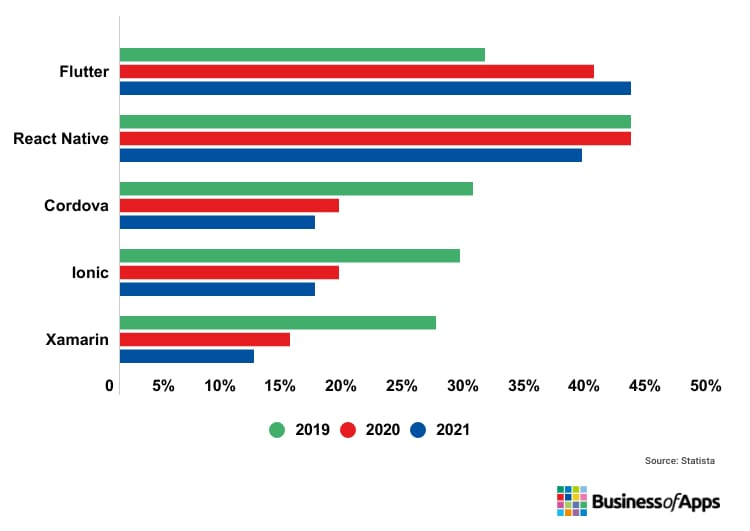 Flutter
React Native
Cordova
Ionic
Xamarin
0 5% 10% 15% 20% 25% 30% 35% 40% 45% 50%
2019 2020 2021
Source: Statista
BusinessofApps